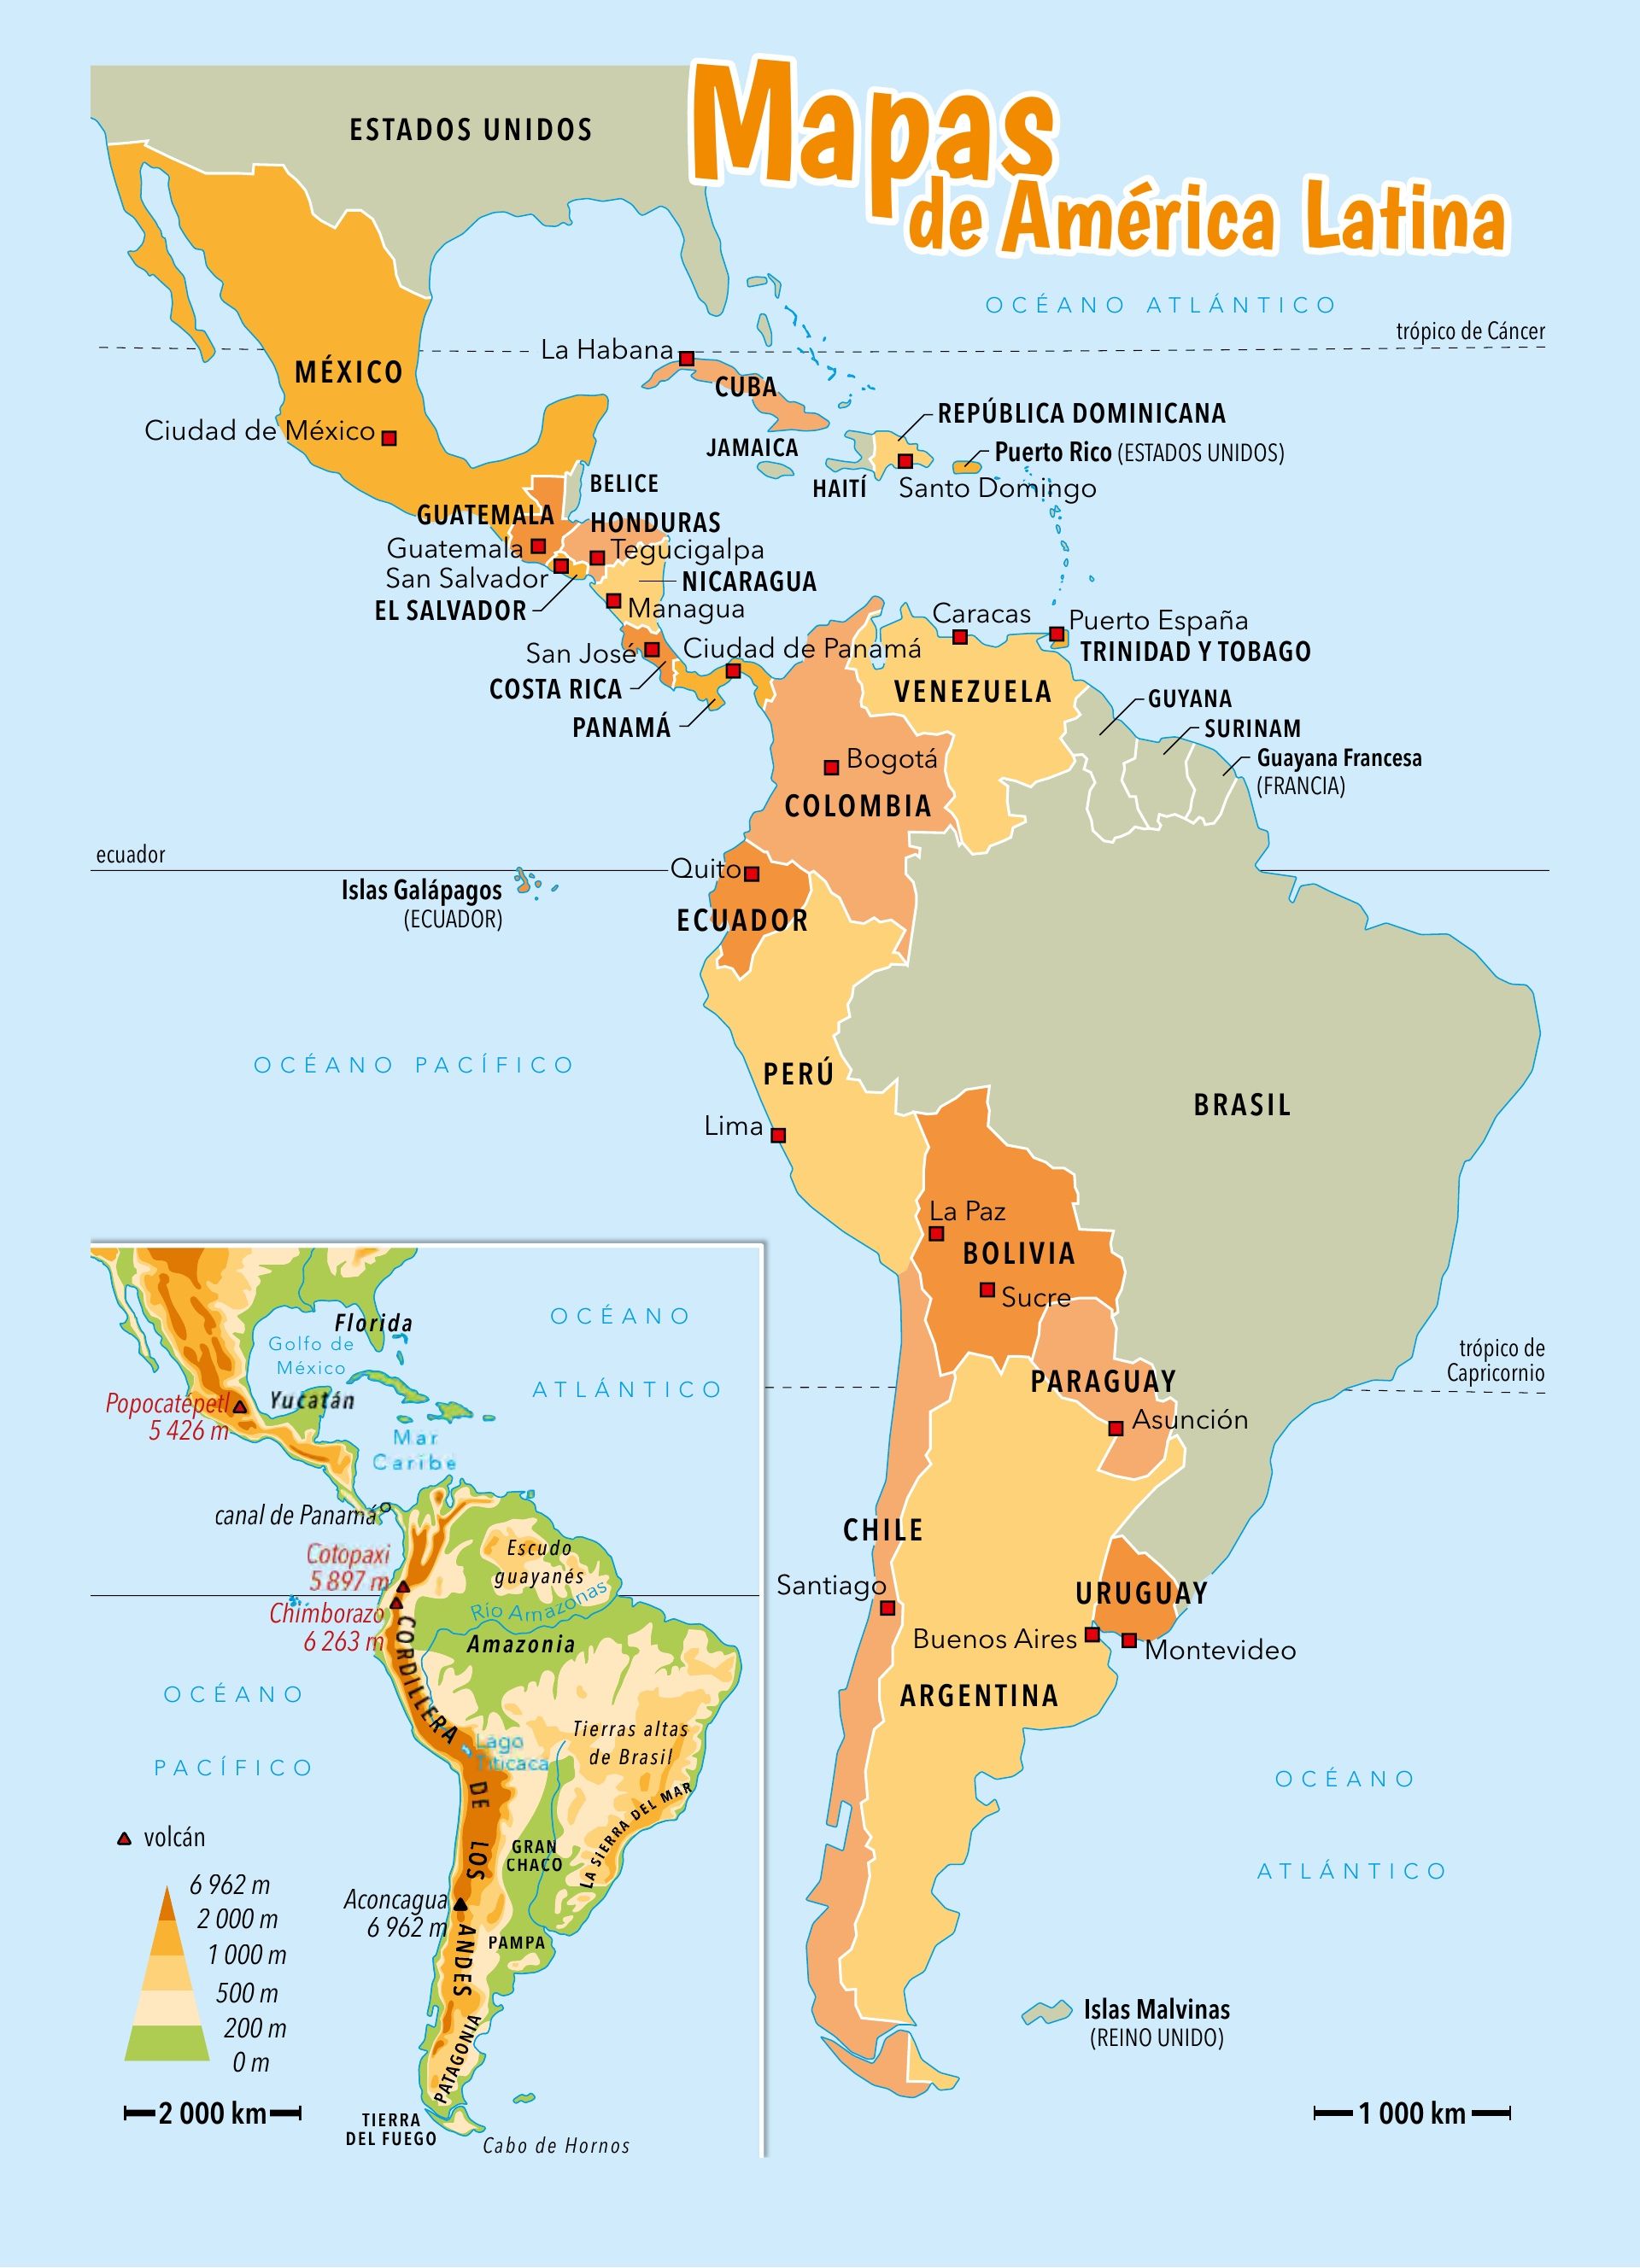 Mapas
de América Latina
ESTADOS UNIDOS
OCÉANO ATLÁNTICO
trópico de Cáncer
La Habana
MÉXICO
CUBA
REPÚBLICA DOMINICANA
Ciudad de México
JAMAICA
Puerto Rico (ESTADOS UNIDOS)
BELICE
HAITÍ
Santo Domingo
GUATEMALA
HONDURAS
Guatemala
Tegucigalpa
San Salvador
NICARAGUA
EL SALVADOR
Managua
Caracas
Puerto España
San José
Ciudad de Panamá
TRINIDAD Y TOBAGO
COSTA RICA
VENEZUELA
GUYANA
PANAMÁ
SURINAM
Bogotá
Guayana Francesa
(FRANCIA)
COLOMBIA
ecuador
Quito
Islas Galápagos
(ECUADOR)
ECUADOR
OCÉANO PACÍFICO
PERÚ
BRASIL
Lima
La Paz
BOLIVIA
Sucre
trópico de
Capricornio
PARAGUAY
Asunción
CHILE
Santiago
URUGUAY
Buenos Aires
Montevideo
ARGENTINA
OCÉANO
ATLÁNTICO
Islas Malvinas
(REINO UNIDO)
1 000 km
Florida
OCÉANO
ATLÁNTICO
Golfo de
México
Popocatépetl
5 426 m
Yucatán
Mar
Caribe
canal de Panamá
Cotopaxi
5 897 m
Escudo
guayanés
Chimborazo
6 263 m
Río Amazonas
Amazonia
CORDILLERA
DE
LOS
ANDES
OCÉANO
PACÍFICO
Lago
Titicaca
Tierras altas
de Brasil
LA SIERRA DEL MAR
GRAN
CHACO
volcán
6 962 m
2 000 m
1 000 m
500 m
200 m
0 m
Aconcagua
6 962 m
PAMPA
PATAGONIA
2 000 km
TIERRA
DEL FUEGO
Cabo de Hornos